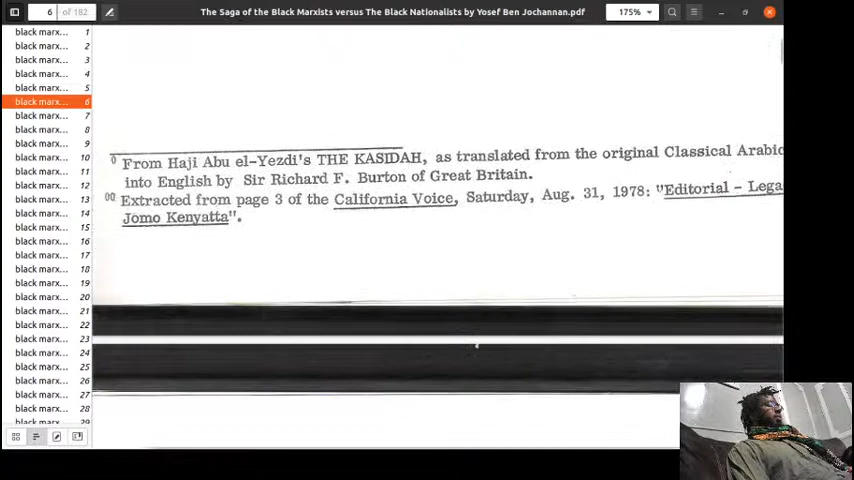 6 of 182
The Saga of the Black Marxists versus The Black Nationalists by Yosef Ben Jochannan.pdf
175%
black marx... 1
black marx... 2
black marx... 3
black marx... 4
black marx... 5
black marx... 6
black marx... 7
black marx... 8
black marx... 9
black marx... 10
black marx... 11
black marx... 12
black marx... 13
black marx... 14
black marx... 15
black marx... 16
black marx... 17
black marx... 18
black marx... 19
black marx... 20
black marx... 21
black marx... 22
black marx... 23
black marx... 24
black marx... 25
black marx... 26
black marx... 27
black marx... 28
black marx... 29
0 From Haji Abu el-Yezdi's THE KASIDAH, as translated from the original Classical Arabic
into English by Sir Richard F. Burton of Great Britain.
00 Extracted from page 3 of the California Voice, Saturday, Aug. 31, 1978: "Editorial - Lega
Jomo Kenyatta".